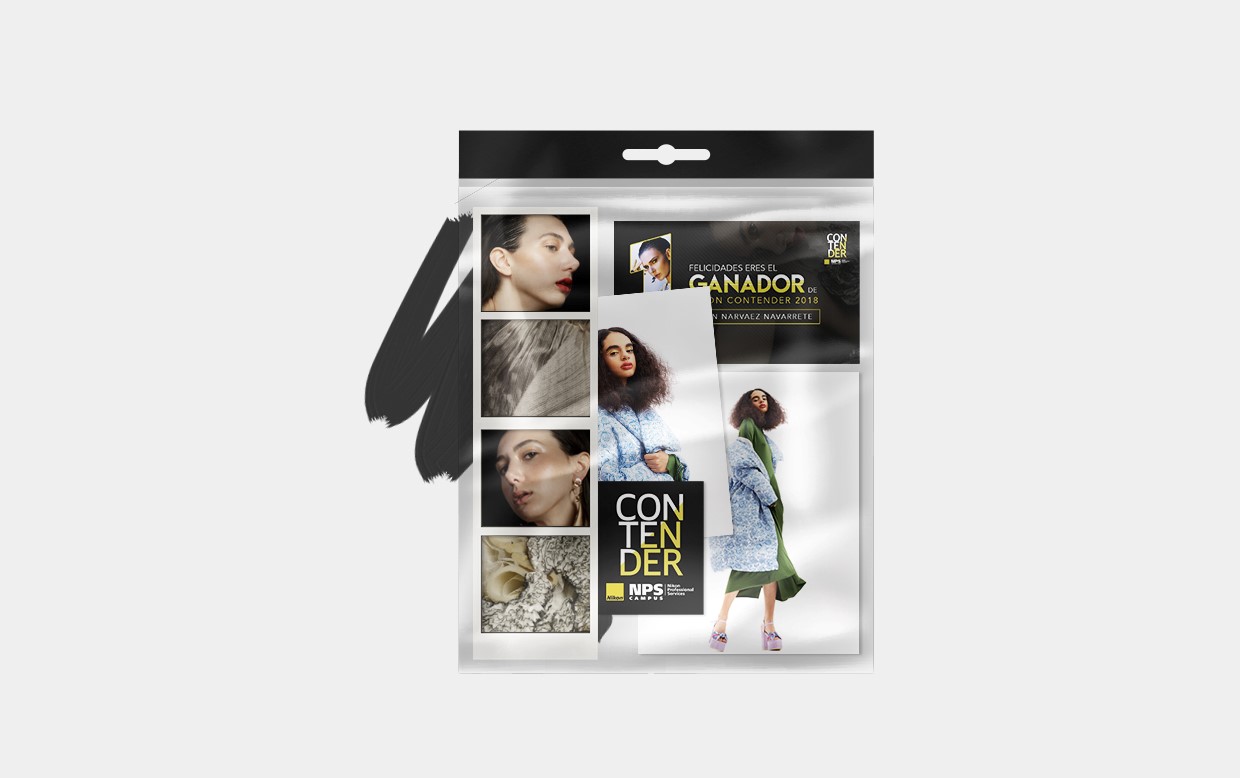 FELICIDADES ERES EL
GANADOR DE
CONTENDER 2018
NARVAEZ NAVARRETE
CON
TEN
DER
NPS
CON
TEN
DER
Nikon
NPS
CAMPUS
Nikon
Professional
Services